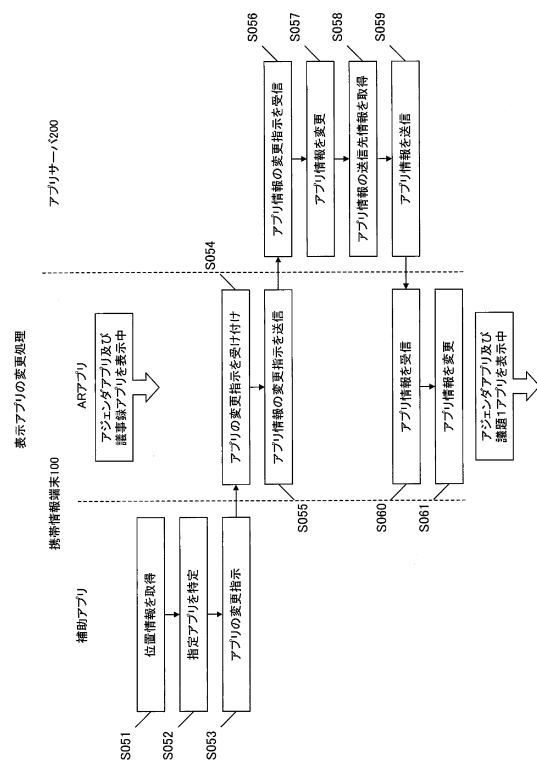 表示アプリの変更処理
携帯情報端末100
アプリサーバ200
補助アプリ
ARアプリ
アジェンダアプリ及び
議事録アプリを表示中
S051
位置情報を取得
S052
指定アプリを特定
S053
アプリの変更指示
S054
アプリの変更指示を受け付け
S055
アプリ情報の変更指示を送信
S056
アプリ情報の変更指示を受信
S057
アプリ情報を変更
S058
アプリ情報の送信先情報を取得
S059
アプリ情報を送信
S060
アプリ情報を受信
S061
アプリ情報を変更
アジェンダアプリ及び
議題1アプリを表示中